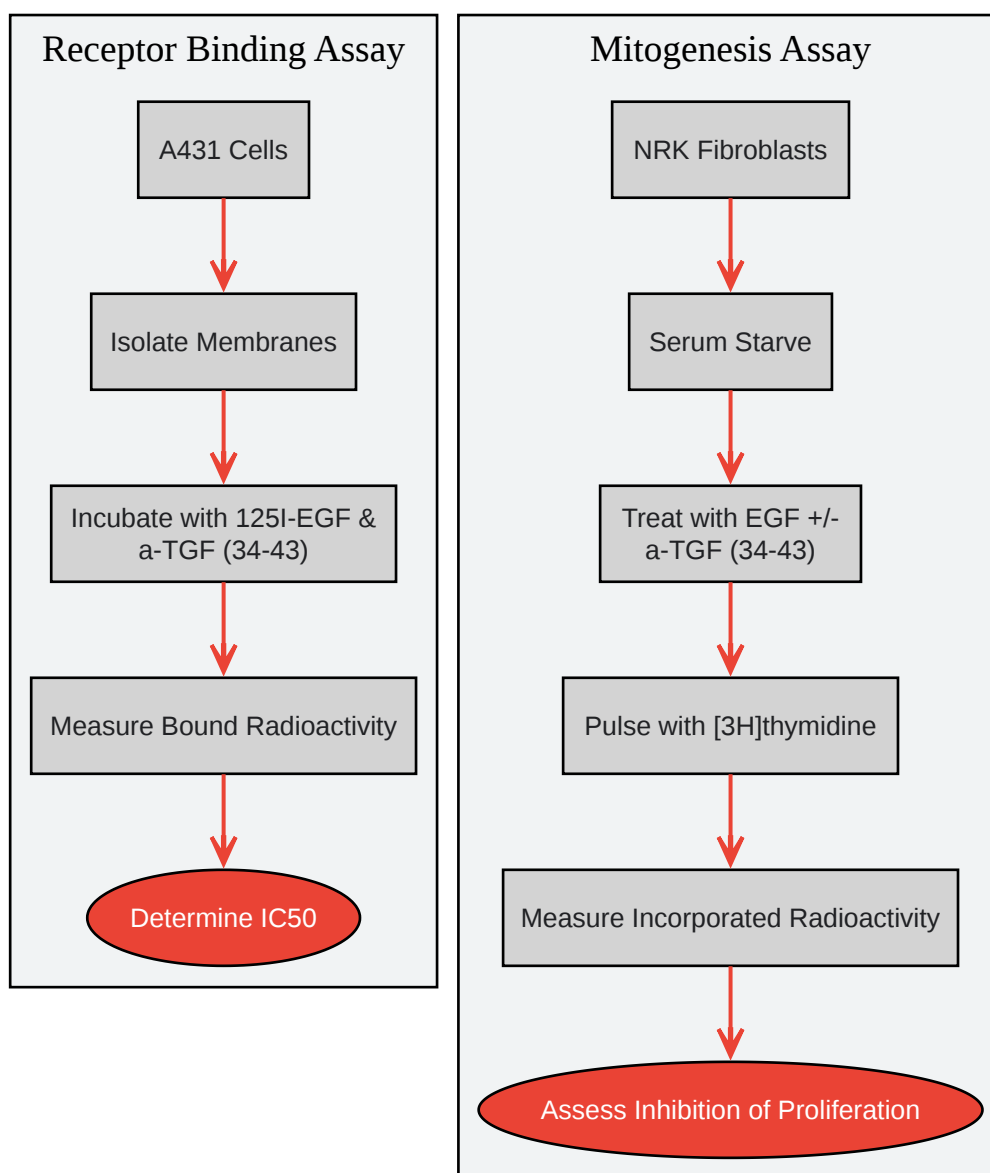 Receptor Binding Assay
A431 Cells
Isolate Membranes
Incubate with 125I-EGF &
a-TGF (34-43)
Measure Bound Radioactivity
Determine IC50
Mitogenesis Assay
NRK Fibroblasts
Serum Starve
Treat with EGF +/-
a-TGF (34-43)
Pulse with [3H]thymidine
Measure Incorporated Radioactivity
Assess Inhibition of Proliferation